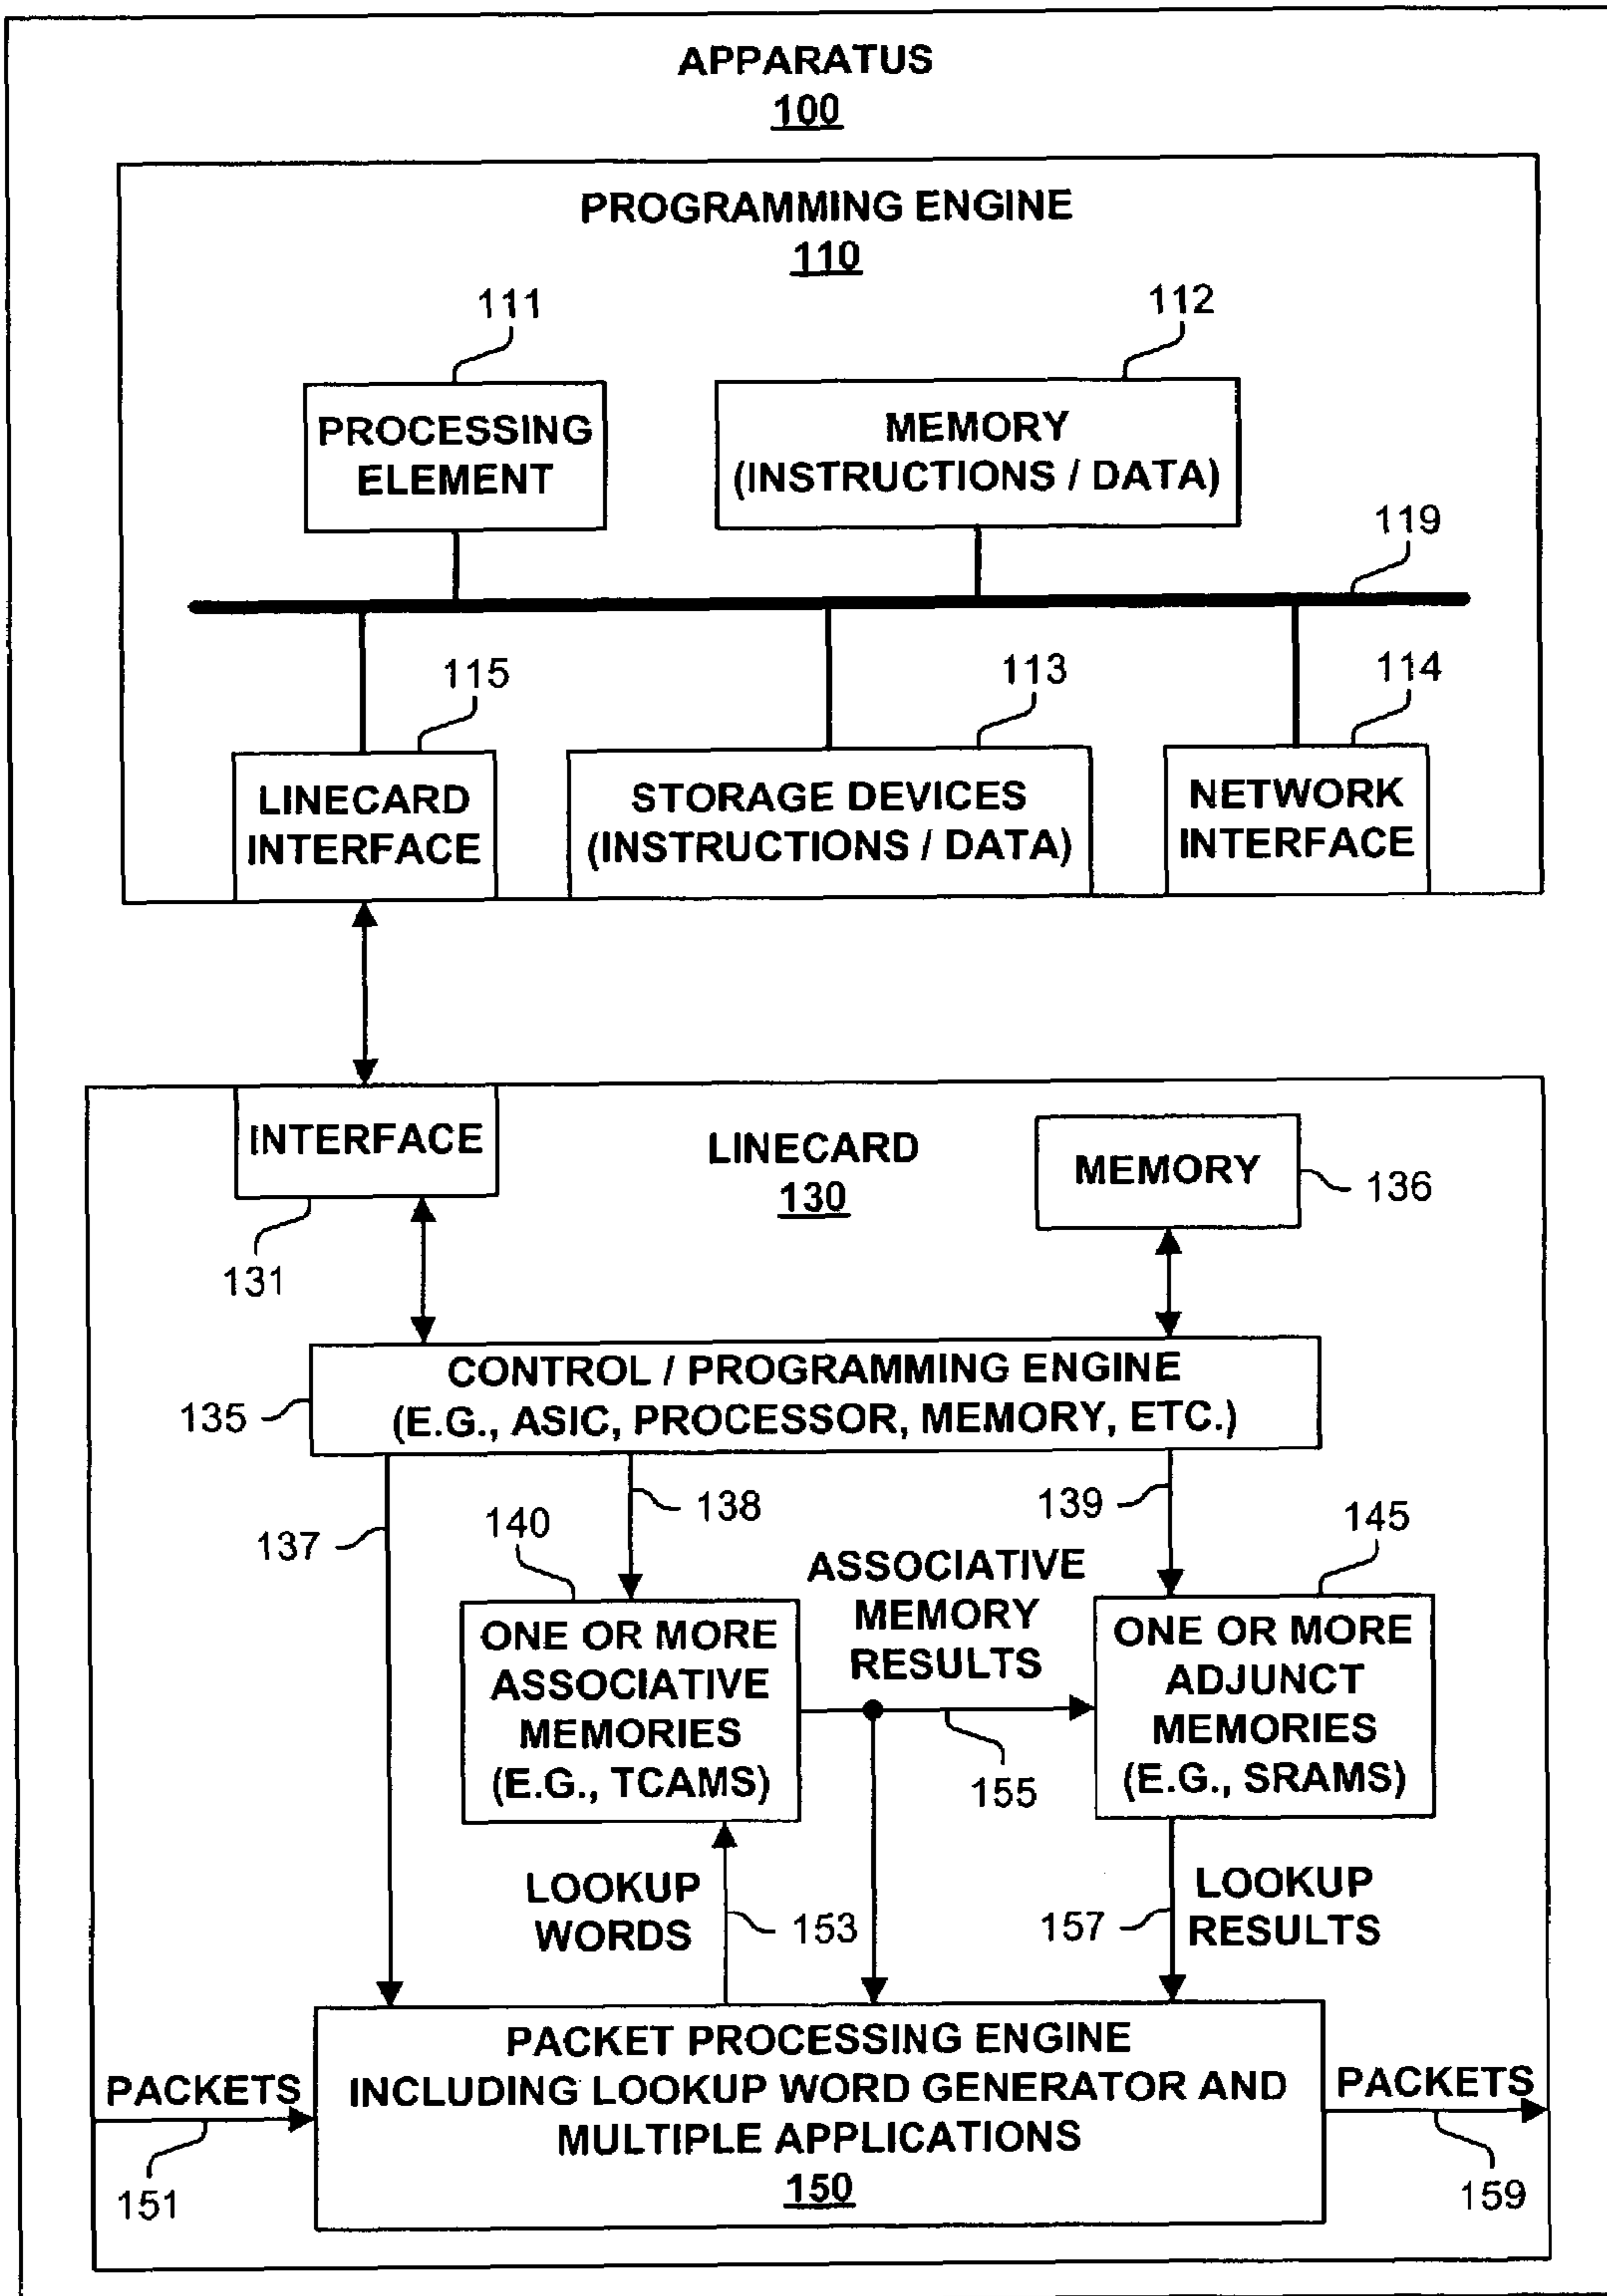 APPARATUS
100
PROGRAMMING ENGINE
110
111
112
PROCESSING
ELEMENT
MEMORY
(INSTRUCTIONS / DATA)
119
115
113
114
LINECARD
INTERFACE
STORAGE DEVICES
(INSTRUCTIONS / DATA)
NETWORK
INTERFACE
INTERFACE
131
LINECARD
130
MEMORY
136
CONTROL / PROGRAMMING ENGINE
(E.G., ASIC, PROCESSOR, MEMORY, ETC.)
135
137
138
139
140
145
ONE OR MORE
ASSOCIATIVE
MEMORIES
(E.G., TCAMS)
ASSOCIATIVE
MEMORY
RESULTS
155
ONE OR MORE
ADJUNCT
MEMORIES
(E.G., SRAMS)
LOOKUP
WORDS
153
157
LOOKUP
RESULTS
PACKETS
151
PACKET PROCESSING ENGINE
INCLUDING LOOKUP WORD GENERATOR AND
MULTIPLE APPLICATIONS
150
PACKETS
159